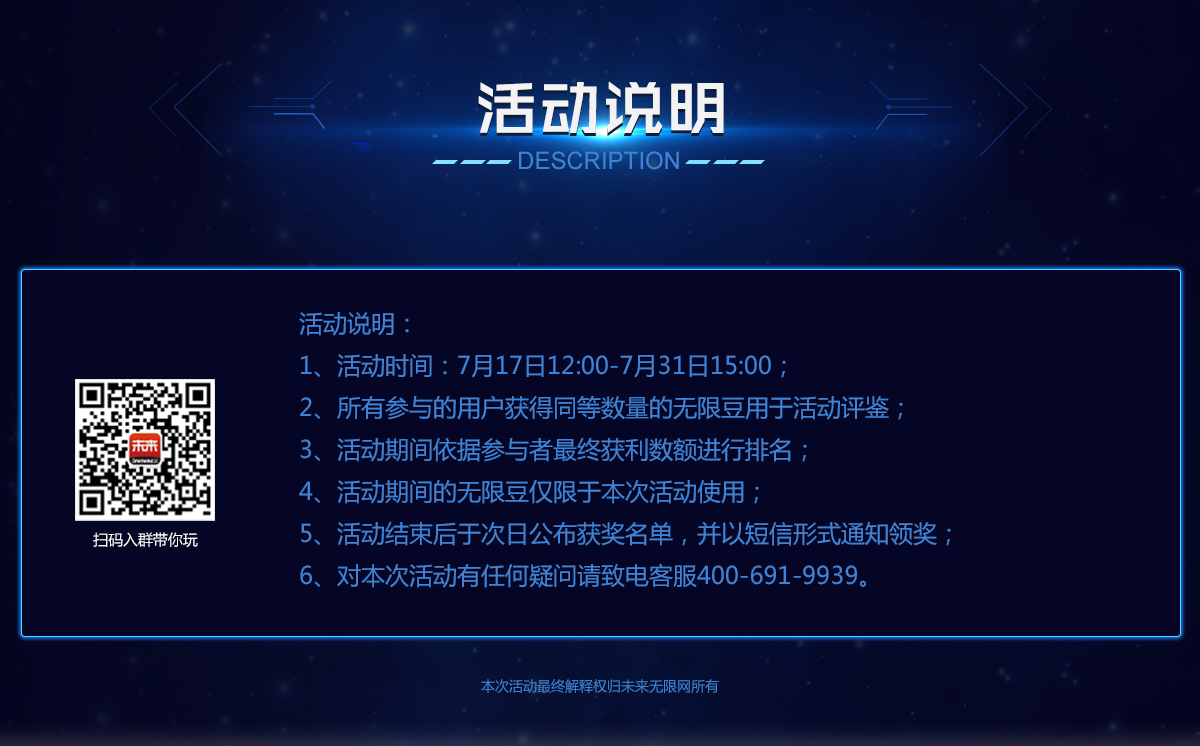 活动说明
DESCRIPTION
活动说明：
1、活动时间：7月17日12:00-7月31日15:00；
2、所有参与的用户获得同等数量的无限豆用于活动评鉴；
3、活动期间依据参与者最终获利数额进行排名；
4、活动期间的无限豆仅限于本次活动使用；
5、活动结束后于次日公布获奖名单，并以短信形式通知领奖；
6、对本次活动有任何疑问请致电客服400-691-9939。
未来
扫码入群带你玩
本次活动最终解释权归未来无限网所有